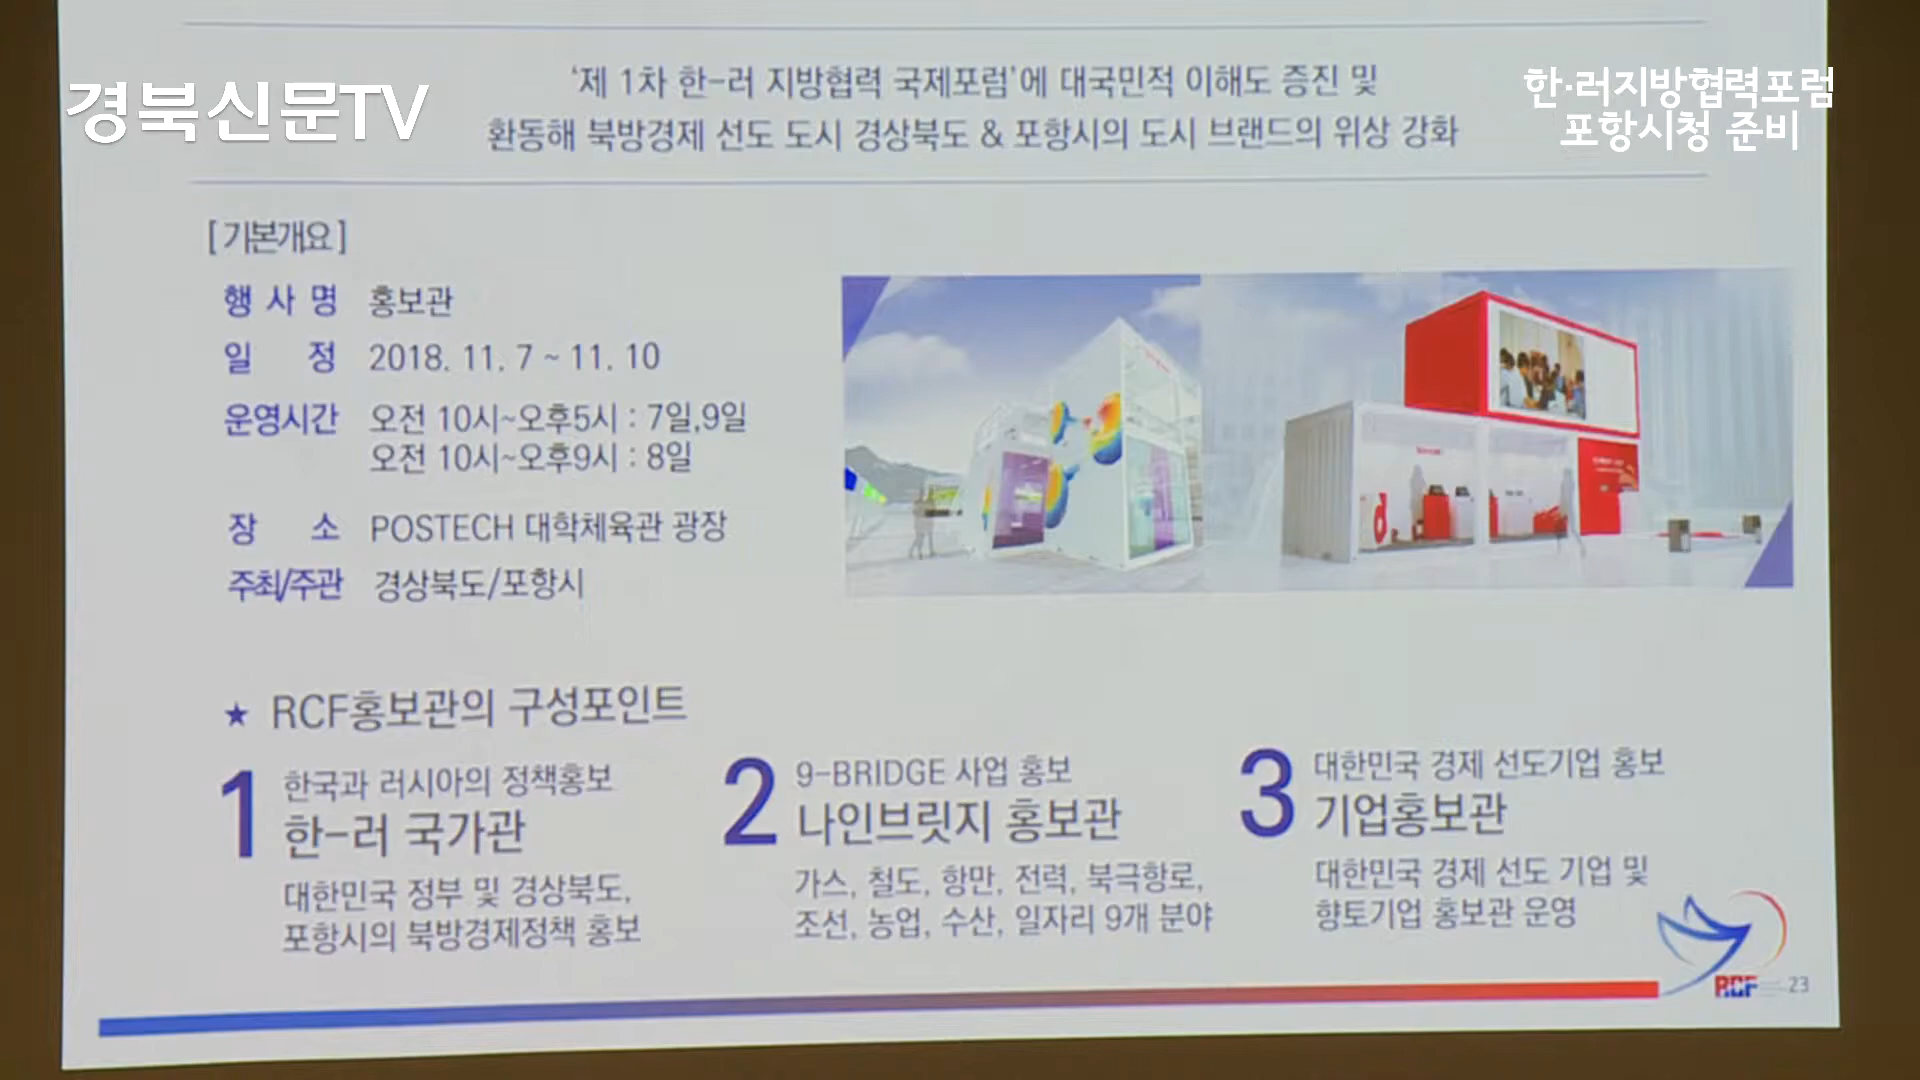 경북신문TV
한·러지방협력포럼
포항시청 준비
‘제 1차 한-러 지방협력 국제포럼’에 대국민적 이해도 증진 및
환동해 북방경제 선도 도시 경상북도 & 포항시의 도시 브랜드의 위상 강화
[ 기본개요 ]
행 사 명 홍보관
일 정 2018. 11. 7 ~ 11. 10
운영시간 오전 10시~오후5시 : 7일,9일
오전 10시~오후9시 : 8일
장 소 POSTECH 대학체육관 광장
주최/주관 경상북도/포항시
★ RCF홍보관의 구성포인트
1 한국과 러시아의 정책홍보
한-러 국가관
대한민국 정부 및 경상북도,
포항시의 북방경제정책 홍보
2 9-BRIDGE 사업 홍보
나인브릿지 홍보관
가스, 철도, 항만, 전력, 북극항로,
조선, 농업, 수산, 일자리 9개 분야
3 대한민국 경제 선도기업 홍보
기업홍보관
대한민국 경제 선도 기업 및
향토기업 홍보관 운영
RCF 23